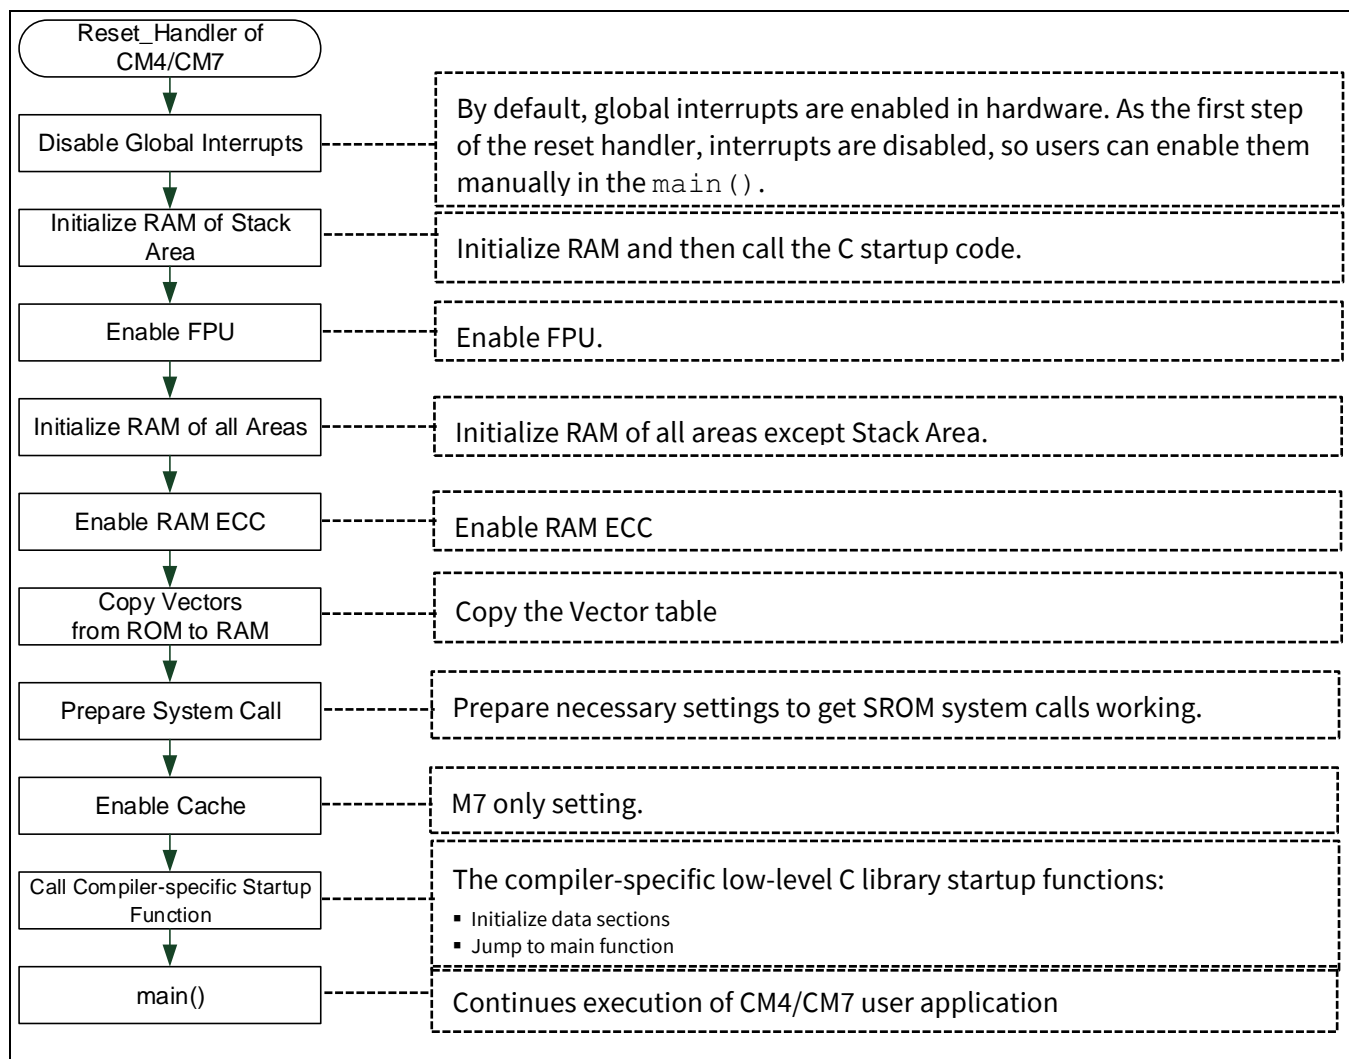 Reset_Handler of
CM4/CM7
Disable Global Interrupts
By default, global interrupts are enabled in hardware. As the first step
of the reset handler, interrupts are disabled, so users can enable them
manually in the main().
Initialize RAM of Stack
Area
Initialize RAM and then call the C startup code.
Enable FPU
Enable FPU.
Initialize RAM of all Areas
Initialize RAM of all areas except Stack Area.
Enable RAM ECC
Enable RAM ECC
Copy Vectors
from ROM to RAM
Copy the Vector table
Prepare System Call
Prepare necessary settings to get SROM system calls working.
Enable Cache
M7 only setting.
Call Compiler-specific Startup
Function
The compiler-specific low-level C library startup functions:
▪ Initialize data sections
▪ Jump to main function
main()
Continues execution of CM4/CM7 user application